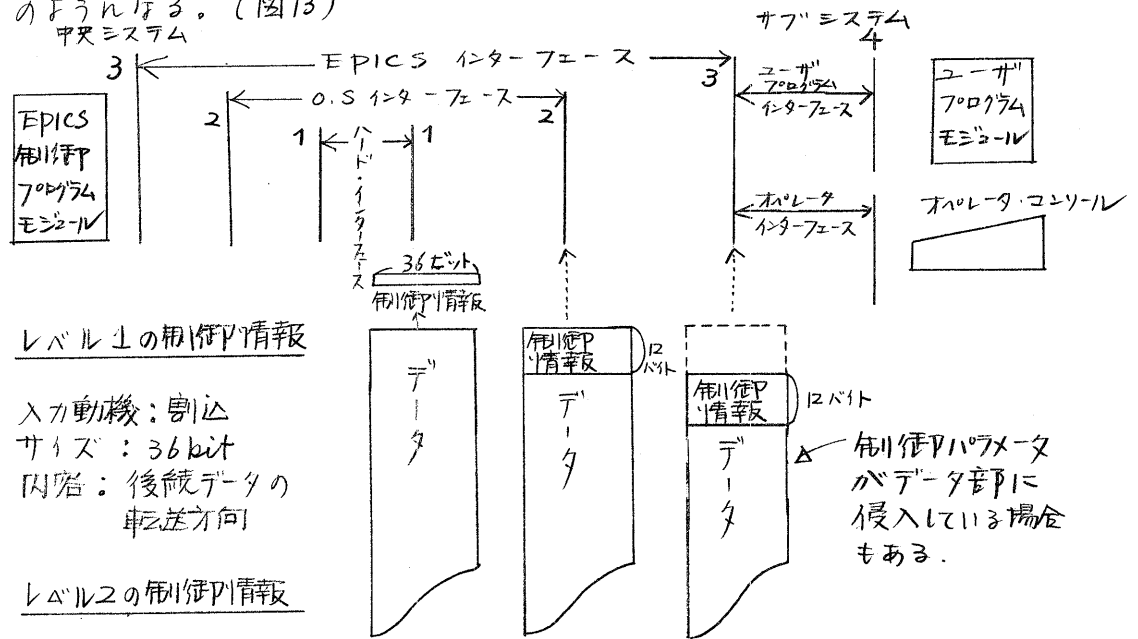 のようになる。(図13)
中央システム
サブシステム
3
EPICS インターフェース
3
4
ユーザ
プログラム
インターフェース
ユーザ
プログラム
モジュール
2
O.S インターフェース
2
1
ハード・インターフェース
1
EPICS
制御
プログラム
モジュール
オペレータ
インターフェース
オペレータ・コンソール
36ビット
制御情報
レベル1の制御情報
入力動機:割込
サイズ:36bit
内容:後続データの
転送方向
レベル2の制御情報
データ
制御
情報
12
バイト
データ
制御
情報
12バイト
データ
制御パラメータ
がデータ部に
侵入している場合
もある.